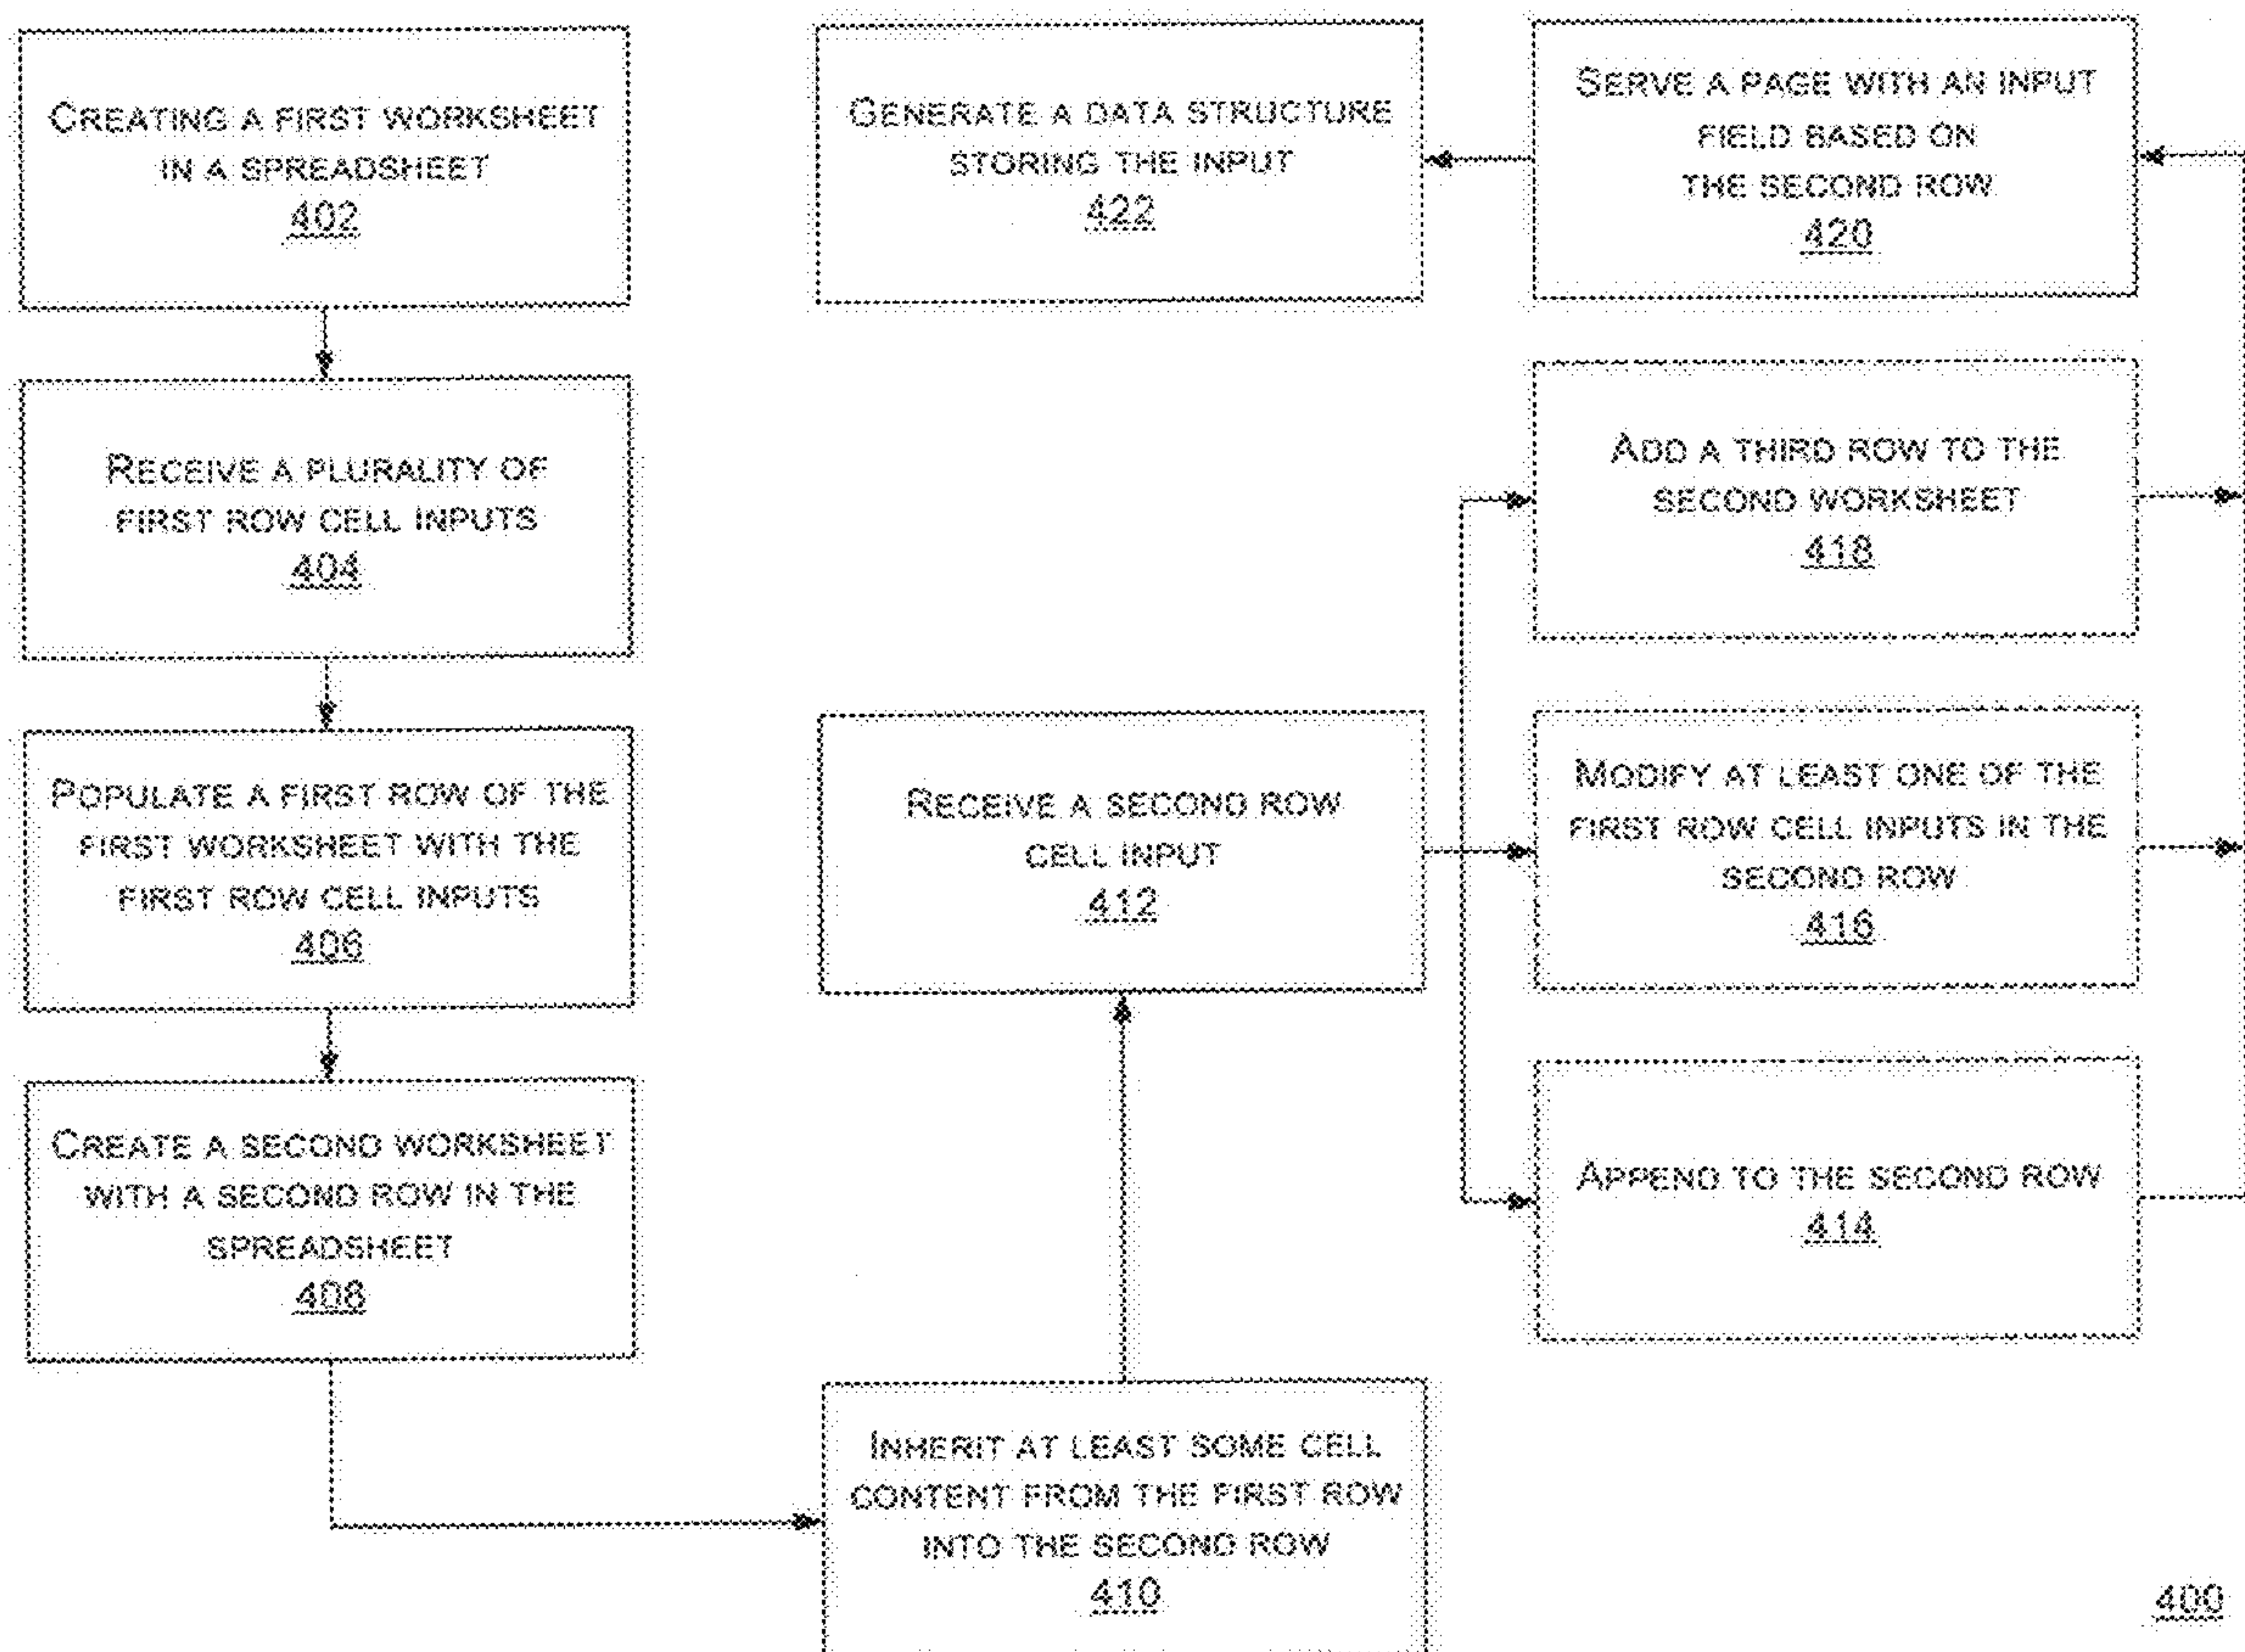 CREATING A FIRST WORKSHEET
IN A SPREADSHEET
402
RECEIVE A PLURALITY OF
FIRST ROW CELL INPUTS
404
POPULATE A FIRST ROW OF THE
FIRST WORKSHEET WITH THE
FIRST ROW CELL INPUTS
406
CREATE A SECOND WORKSHEET
WITH A SECOND ROW IN THE
SPREADSHEET
408
INHERIT AT LEAST SOME CELL
CONTENT FROM THE FIRST ROW
INTO THE SECOND ROW
410
RECEIVE A SECOND ROW
CELL INPUT
412
APPEND TO THE SECOND ROW
414
MODIFY AT LEAST ONE OF THE
FIRST ROW CELL INPUTS IN THE
SECOND ROW
416
ADD A THIRD ROW TO THE
SECOND WORKSHEET
418
SERVE A PAGE WITH AN INPUT
FIELD BASED ON
THE SECOND ROW
420
GENERATE A DATA STRUCTURE
STORING THE INPUT
422
400